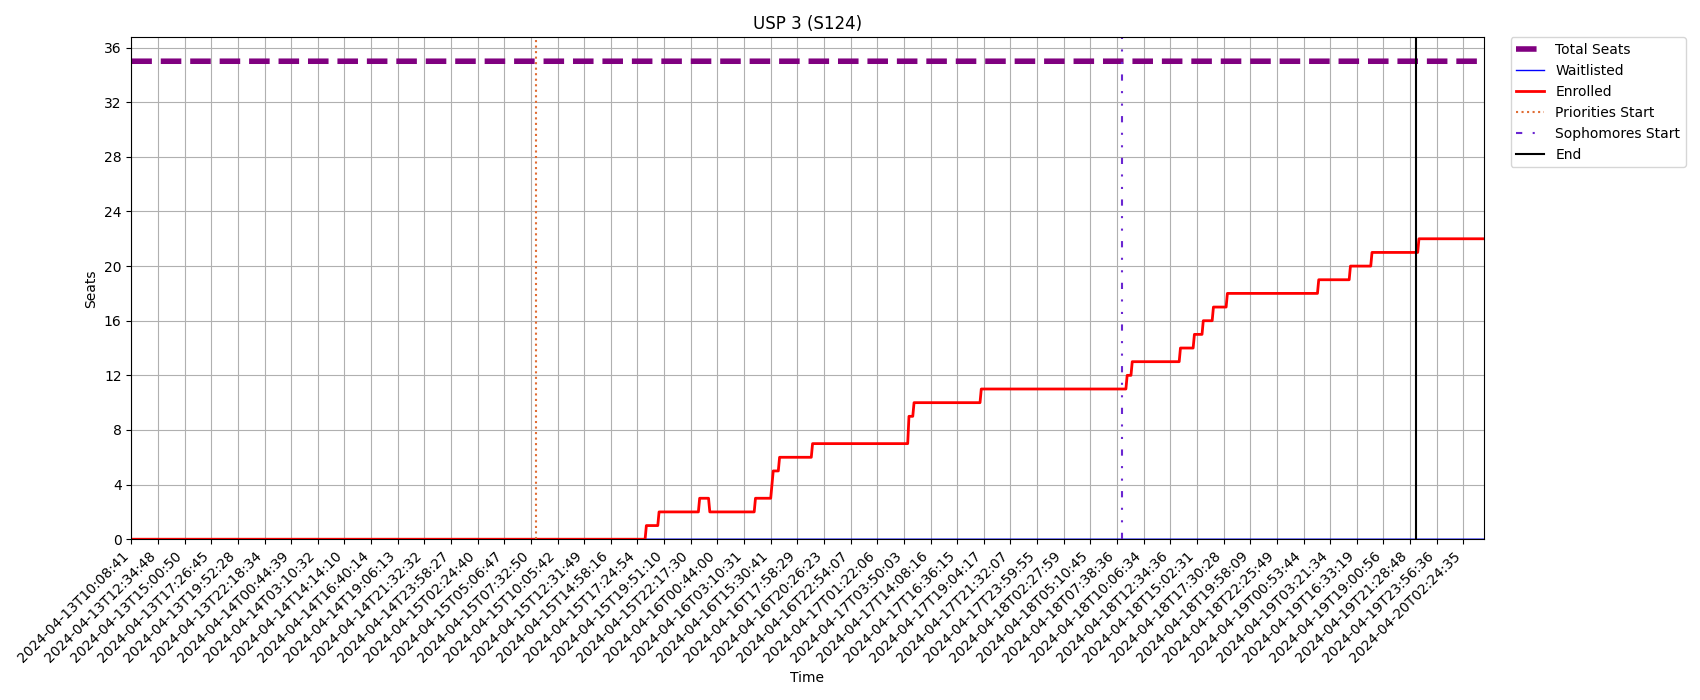 USP 3 (S124)
Total Seats
Waitlisted
Enrolled
Priorities Start
Sophomores Start
End
Seats
36
32
28
24
20
16
12
8
4
0
2024-04-13T10:08:41
2024-04-13T12:34:48
2024-04-13T15:00:50
2024-04-13T17:26:45
2024-04-13T19:52:28
2024-04-13T22:18:34
2024-04-14T00:44:39
2024-04-14T03:10:32
2024-04-14T14:14:10
2024-04-14T16:40:14
2024-04-14T19:06:13
2024-04-14T21:32:32
2024-04-14T23:58:27
2024-04-15T02:24:40
2024-04-15T05:06:47
2024-04-15T07:32:50
2024-04-15T10:05:42
2024-04-15T12:31:49
2024-04-15T14:58:16
2024-04-15T17:24:54
2024-04-15T19:51:10
2024-04-15T22:17:30
2024-04-16T00:44:00
2024-04-16T03:10:31
2024-04-16T15:30:41
2024-04-16T17:58:29
2024-04-16T20:26:23
2024-04-16T22:54:07
2024-04-17T01:22:06
2024-04-17T03:50:03
2024-04-17T14:08:16
2024-04-17T16:36:15
2024-04-17T19:04:17
2024-04-17T21:32:07
2024-04-17T23:59:55
2024-04-18T02:27:59
2024-04-18T05:10:45
2024-04-18T07:38:36
2024-04-18T10:06:34
2024-04-18T12:34:36
2024-04-18T15:02:31
2024-04-18T17:30:28
2024-04-18T19:58:09
2024-04-18T22:25:49
2024-04-19T00:53:44
2024-04-19T03:21:34
2024-04-19T16:33:19
2024-04-19T19:00:56
2024-04-19T21:28:48
2024-04-19T23:56:36
2024-04-20T02:24:35
Time